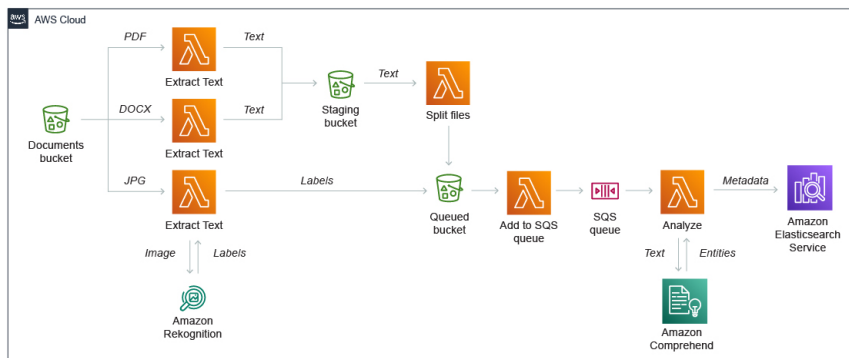 aws
AWS Cloud
PDF
Text
Extract Text
DOCX
Text
Extract Text
JPG
Labels
Extract Text
Image
Labels
Amazon
Rekognition
Documents
bucket
Staging
bucket
Text
Split files
Queued
bucket
Add to SQS
queue
SQS
queue
Analyze
Metadata
Amazon
Elasticsearch
Service
Text
Entities
Amazon
Comprehend